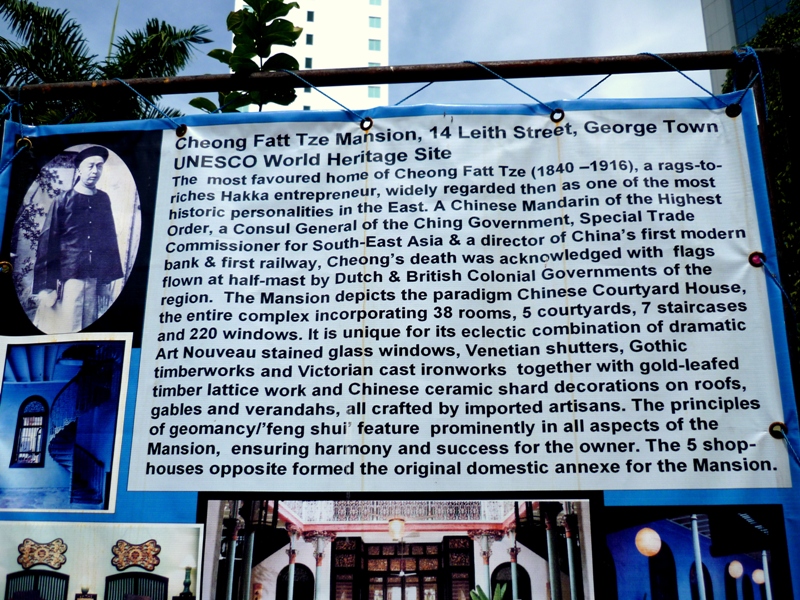 Cheong Fatt Tze Mansion, 14 Leith Street, George Town
UNESCO World Heritage Site
The most favoured home of Cheong Fatt Tze (1840 –1916), a rags-to-
riches Hakka entrepreneur, widely regarded then as one of the most
historic personalities in the East. A Chinese Mandarin of the Highest
Order, a Consul General of the Ching Government, Special Trade
Commissioner for South-East Asia & a director of China's first modern
bank & first railway, Cheong's death was acknowledged with flags
flown at half-mast by Dutch & British Colonial Governments of the
region. The Mansion depicts the paradigm Chinese Courtyard House,
the entire complex incorporating 38 rooms, 5 courtyards, 7 staircases
and 220 windows. It is unique for its eclectic combination of dramatic
Art Nouveau stained glass windows, Venetian shutters, Gothic
timberworks and Victorian cast ironworks together with gold-leafed
timber lattice work and Chinese ceramic shard decorations on roofs,
gables and verandahs, all crafted by imported artisans. The principles
of geomancy/'feng shui' feature prominently in all aspects of the
Mansion, ensuring harmony and success for the owner. The 5 shop-
houses opposite formed the original domestic annexe for the Mansion.